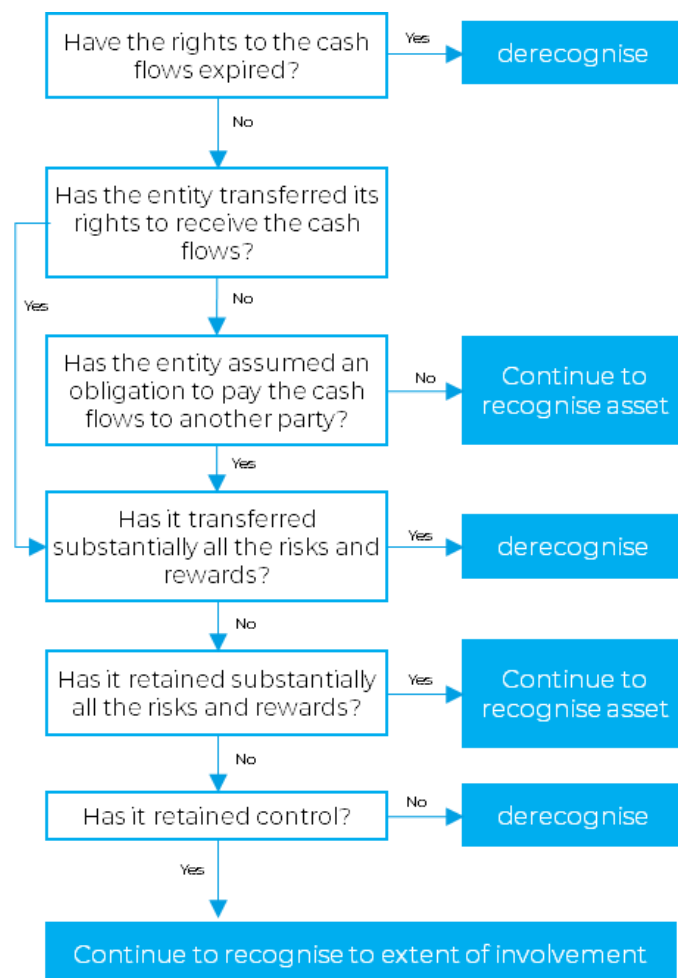 Have the rights to the cash
flows expired?
Yes
derecognise
No
Has the entity transferred its
rights to receive the cash
flows?
Yes
No
Has the entity assumed an
obligation to pay the cash
flows to another party?
No
Continue to
recognise asset
Yes
Has it transferred
substantially all the risks and
rewards?
Yes
derecognise
No
Has it retained substantially
all the risks and rewards?
Yes
Continue to
recognise asset
No
Has it retained control?
No
derecognise
Yes
Continue to recognise to extent of involvement